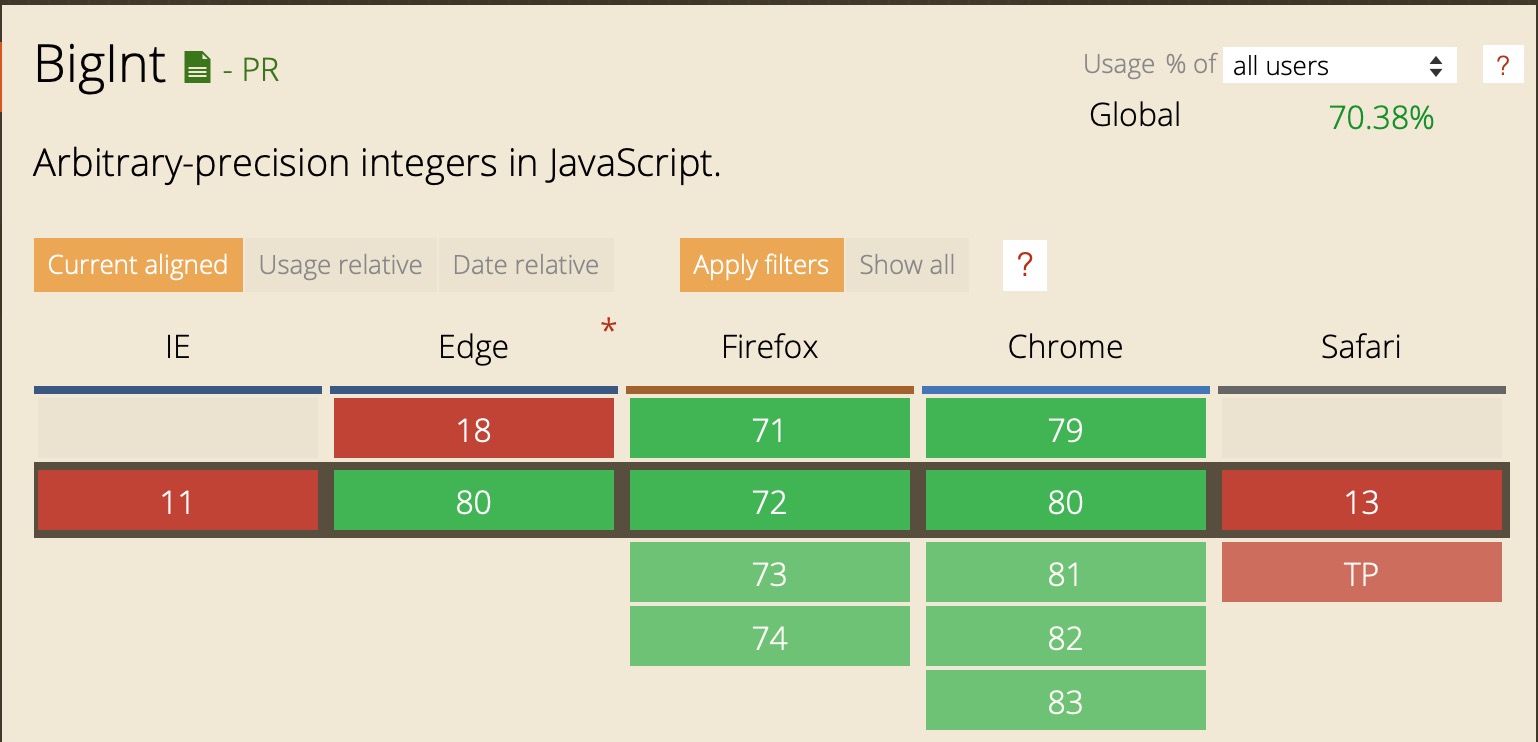 BigInt - PR
Usage % of all users ?
Global 70.38%
Arbitrary-precision integers in JavaScript.
Current aligned Usage relative Date relative Apply filters Show all ?
IE Edge * Firefox Chrome Safari
18 71 79
11 80 72 80 13
73 81 TP
74 82
83